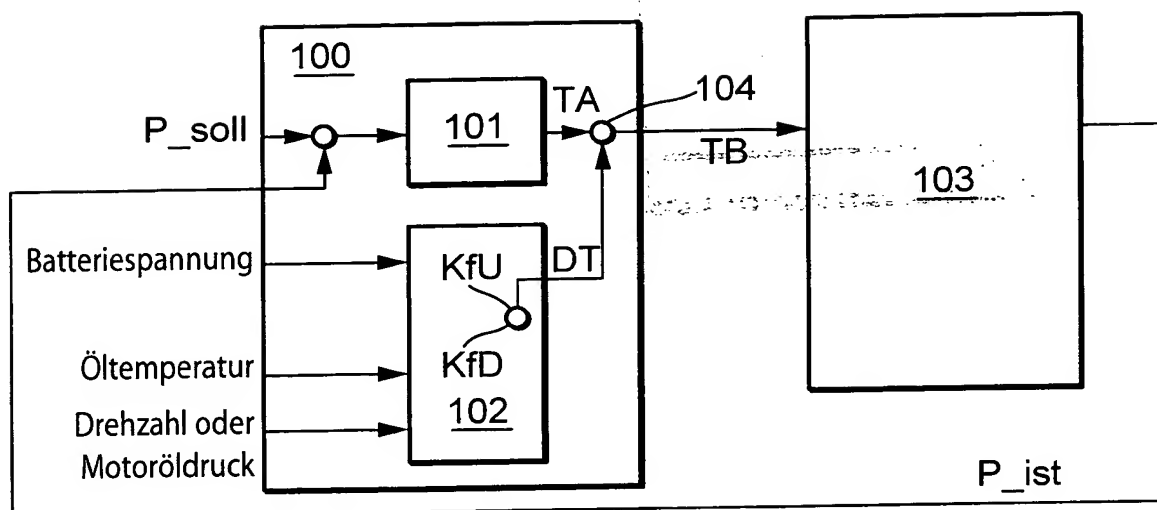 100
101
TA
104
P_soll
TB
103
Batteriespannung
KfU
DT
Öltemperatur
KfD
102
Drehzahl oder
Motoröldruck
P_ist